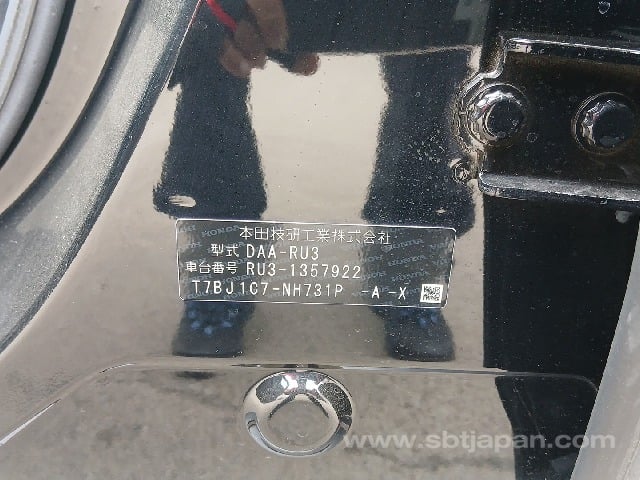 本田技研工業株式会社
型式 DAA-RU3
車台番号 RU3-1357922
T7BJ1C7-NH731P -A-X
www.sbtjapan.com